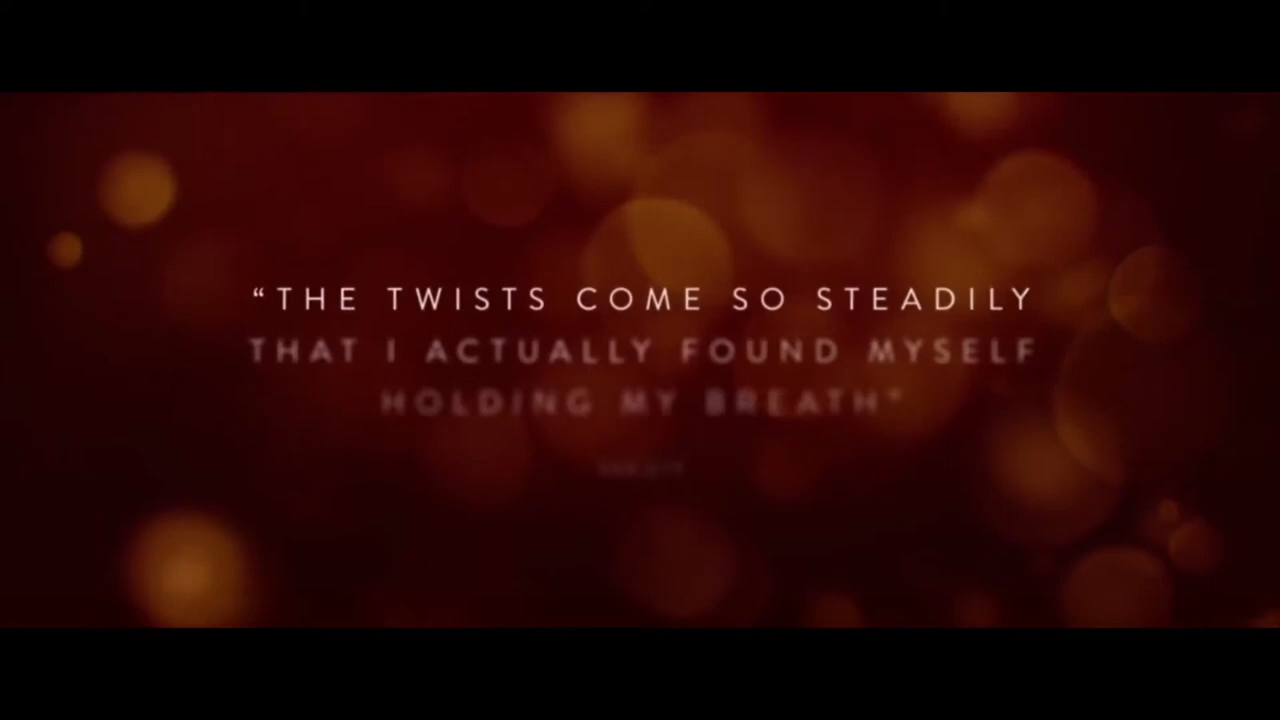 “THE TWISTS COME SO STEADILY
THAT I ACTUALLY FOUND MYSELF
HOLDING MY BREATH”